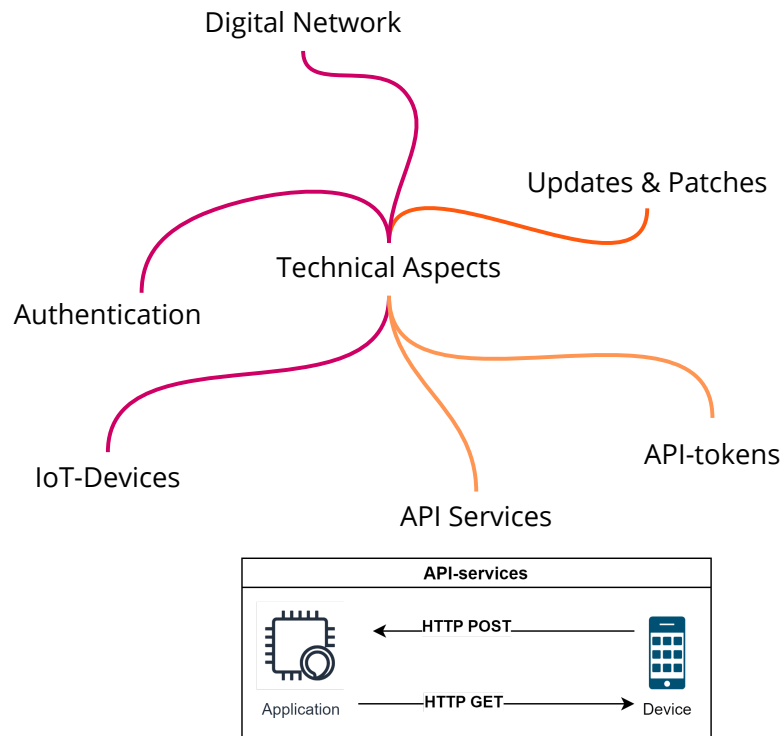 Digital Network
Updates & Patches
Technical Aspects
Authentication
API-tokens
IoT-Devices
API Services
API-services
HTTP POST
HTTP GET
Application
Device